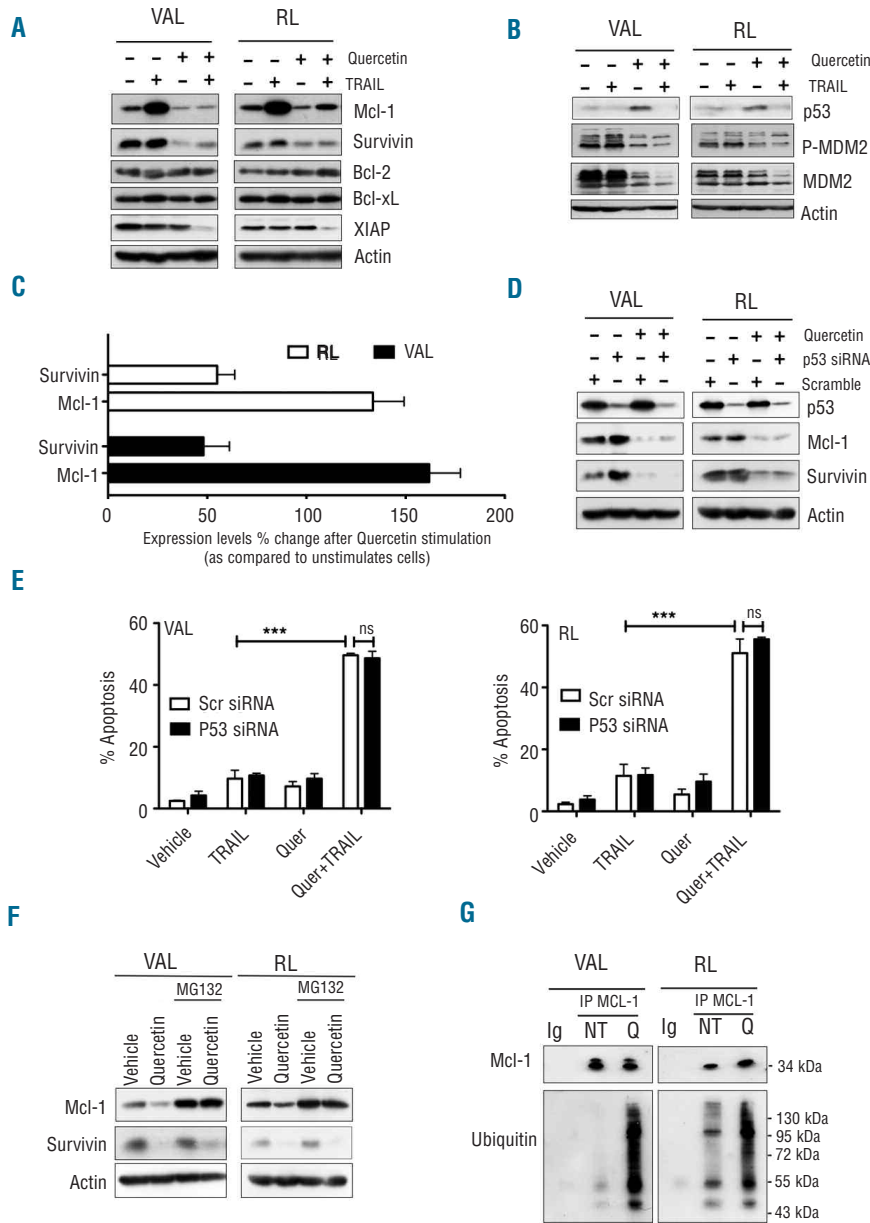 A
VAL RL
– – + + – – + + Quercetin
– + – + – + – + TRAIL
Mcl-1
Survivin
Bcl-2
Bcl-xL
XIAP
Actin
B
VAL RL
– – + + – – + + Quercetin
– + – + – + – + TRAIL
p53
P-MDM2
MDM2
Actin
C
RL VAL
Survivin
Mcl-1
Survivin
Mcl-1
0 50 100 150 200
Expression levels % change after Quercetin stimulation
(as compared to unstimulates cells)
D
VAL RL
– – + + – – + + Quercetin
– + – + – + – + p53 siRNA
+ – + – + – + – Scramble
p53
Mcl-1
Survivin
Actin
E
VAL
% Apoptosis
60
40
20
0
*** ns
Scr siRNA
P53 siRNA
Vehicle TRAIL Quer Quer+TRAIL
RL
% Apoptosis
60
40
20
0
*** ns
Scr siRNA
P53 siRNA
Vehicle TRAIL Quer Quer+TRAIL
F
VAL RL
MG132 MG132
Vehicle Quercetin Vehicle Quercetin Vehicle Quercetin Vehicle Quercetin
Mcl-1
Survivin
Actin
G
VAL RL
IP MCL-1 IP MCL-1
Ig NT Q Ig NT Q
Mcl-1
- 34 kDa
Ubiquitin
- 130 kDa
- 95 kDa
- 72 kDa
- 55 kDa
- 43 kDa